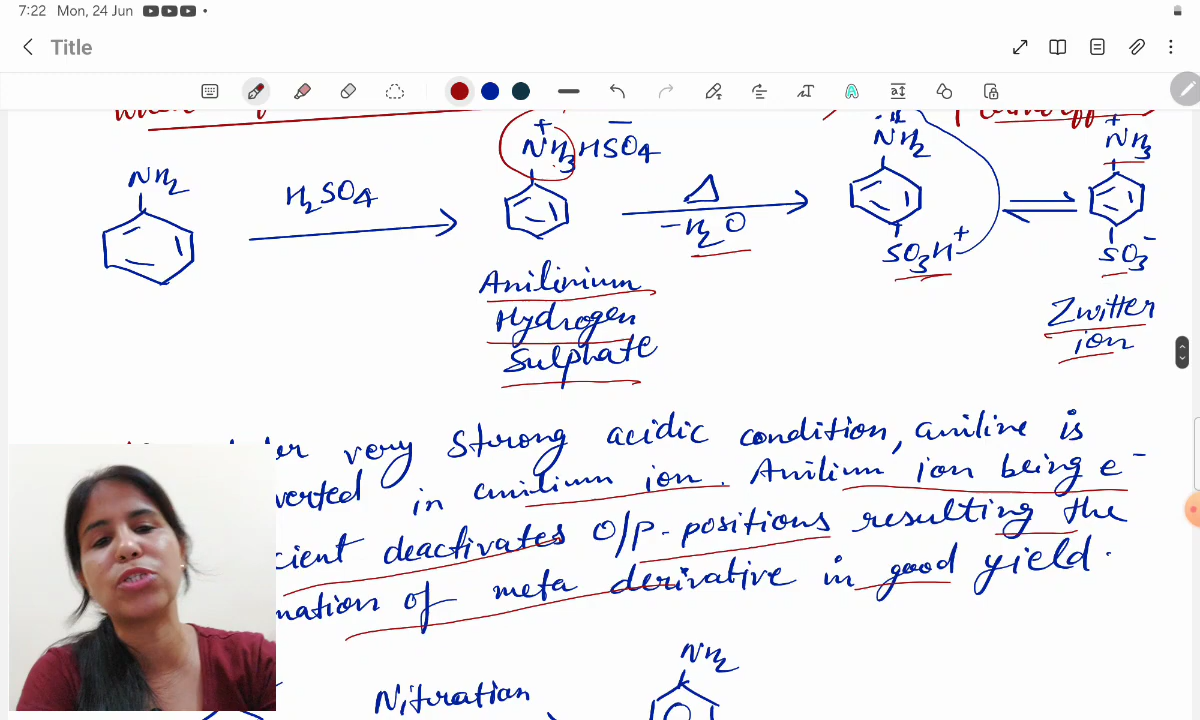 7:22 Mon, 24 Jun
Title
NH2
H2SO4
+
NH3 HSO4 −
Δ
−H2O
NH2
SO3H+
+
NH3
SO3−
Anilinium
Hydrogen
Sulphate
Zwitter
ion
very strong acidic condition, aniline is
verted in anilium ion. Anilium ion being e−
cient deactivates O/P-positions resulting the
mation of meta derivative in good yield.
Nitration
NH2